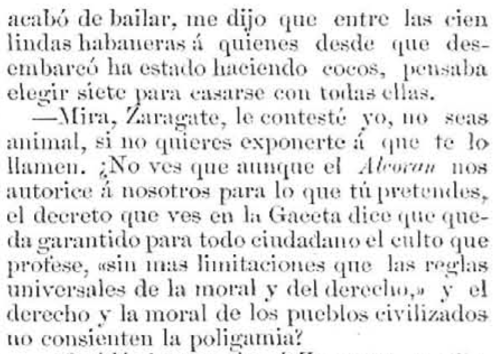 acabó de bailar, me dijo que entre las cien
lindas habaneras á quienes desde que des-
embarcó ha estado haciendo cocos, pensaba
elegir siete para casarse con todas ellas.
—Mira, Zaragate, le contesté yo, no seas
animal, si no quieres exponerte á que te lo
llamen. ¿No ves que aunque el Alcoran nos
autorice á nosotros para lo que tú pretendes,
el decreto que ves en la Gaceta dice que que-
da garantido para todo ciudadano el culto que
profese, «sin mas limitaciones que las reglas
universales de la moral y del derecho,» y el
derecho y la moral de los pueblos civilizados
no consienten la poligamia?